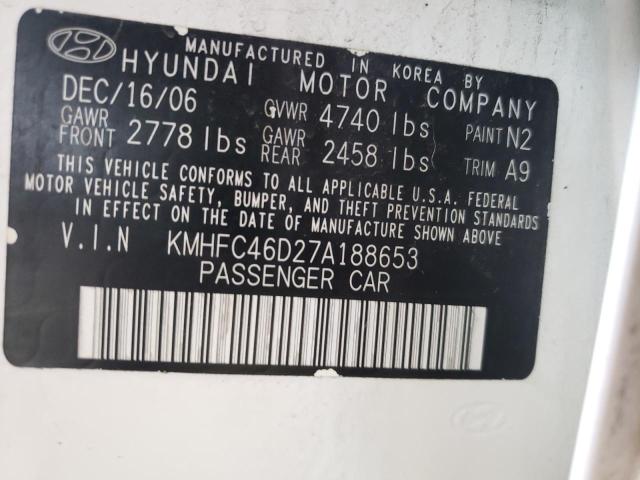 MANUFACTURED IN KOREA BY
HYUNDAI MOTOR COMPANY
DEC/16/06 GVWR 4740 lbs PAINT N2
GAWR FRONT 2778 lbs GAWR REAR 2458 lbs TRIM A9
THIS VEHICLE CONFORMS TO ALL APPLICABLE U.S.A. FEDERAL
MOTOR VEHICLE SAFETY, BUMPER, AND THEFT PREVENTION STANDARDS
IN EFFECT ON THE DATE OF MANUFACTURE SHOWN ABOVE
V.I.N KMHFC46D27A188653
PASSENGER CAR